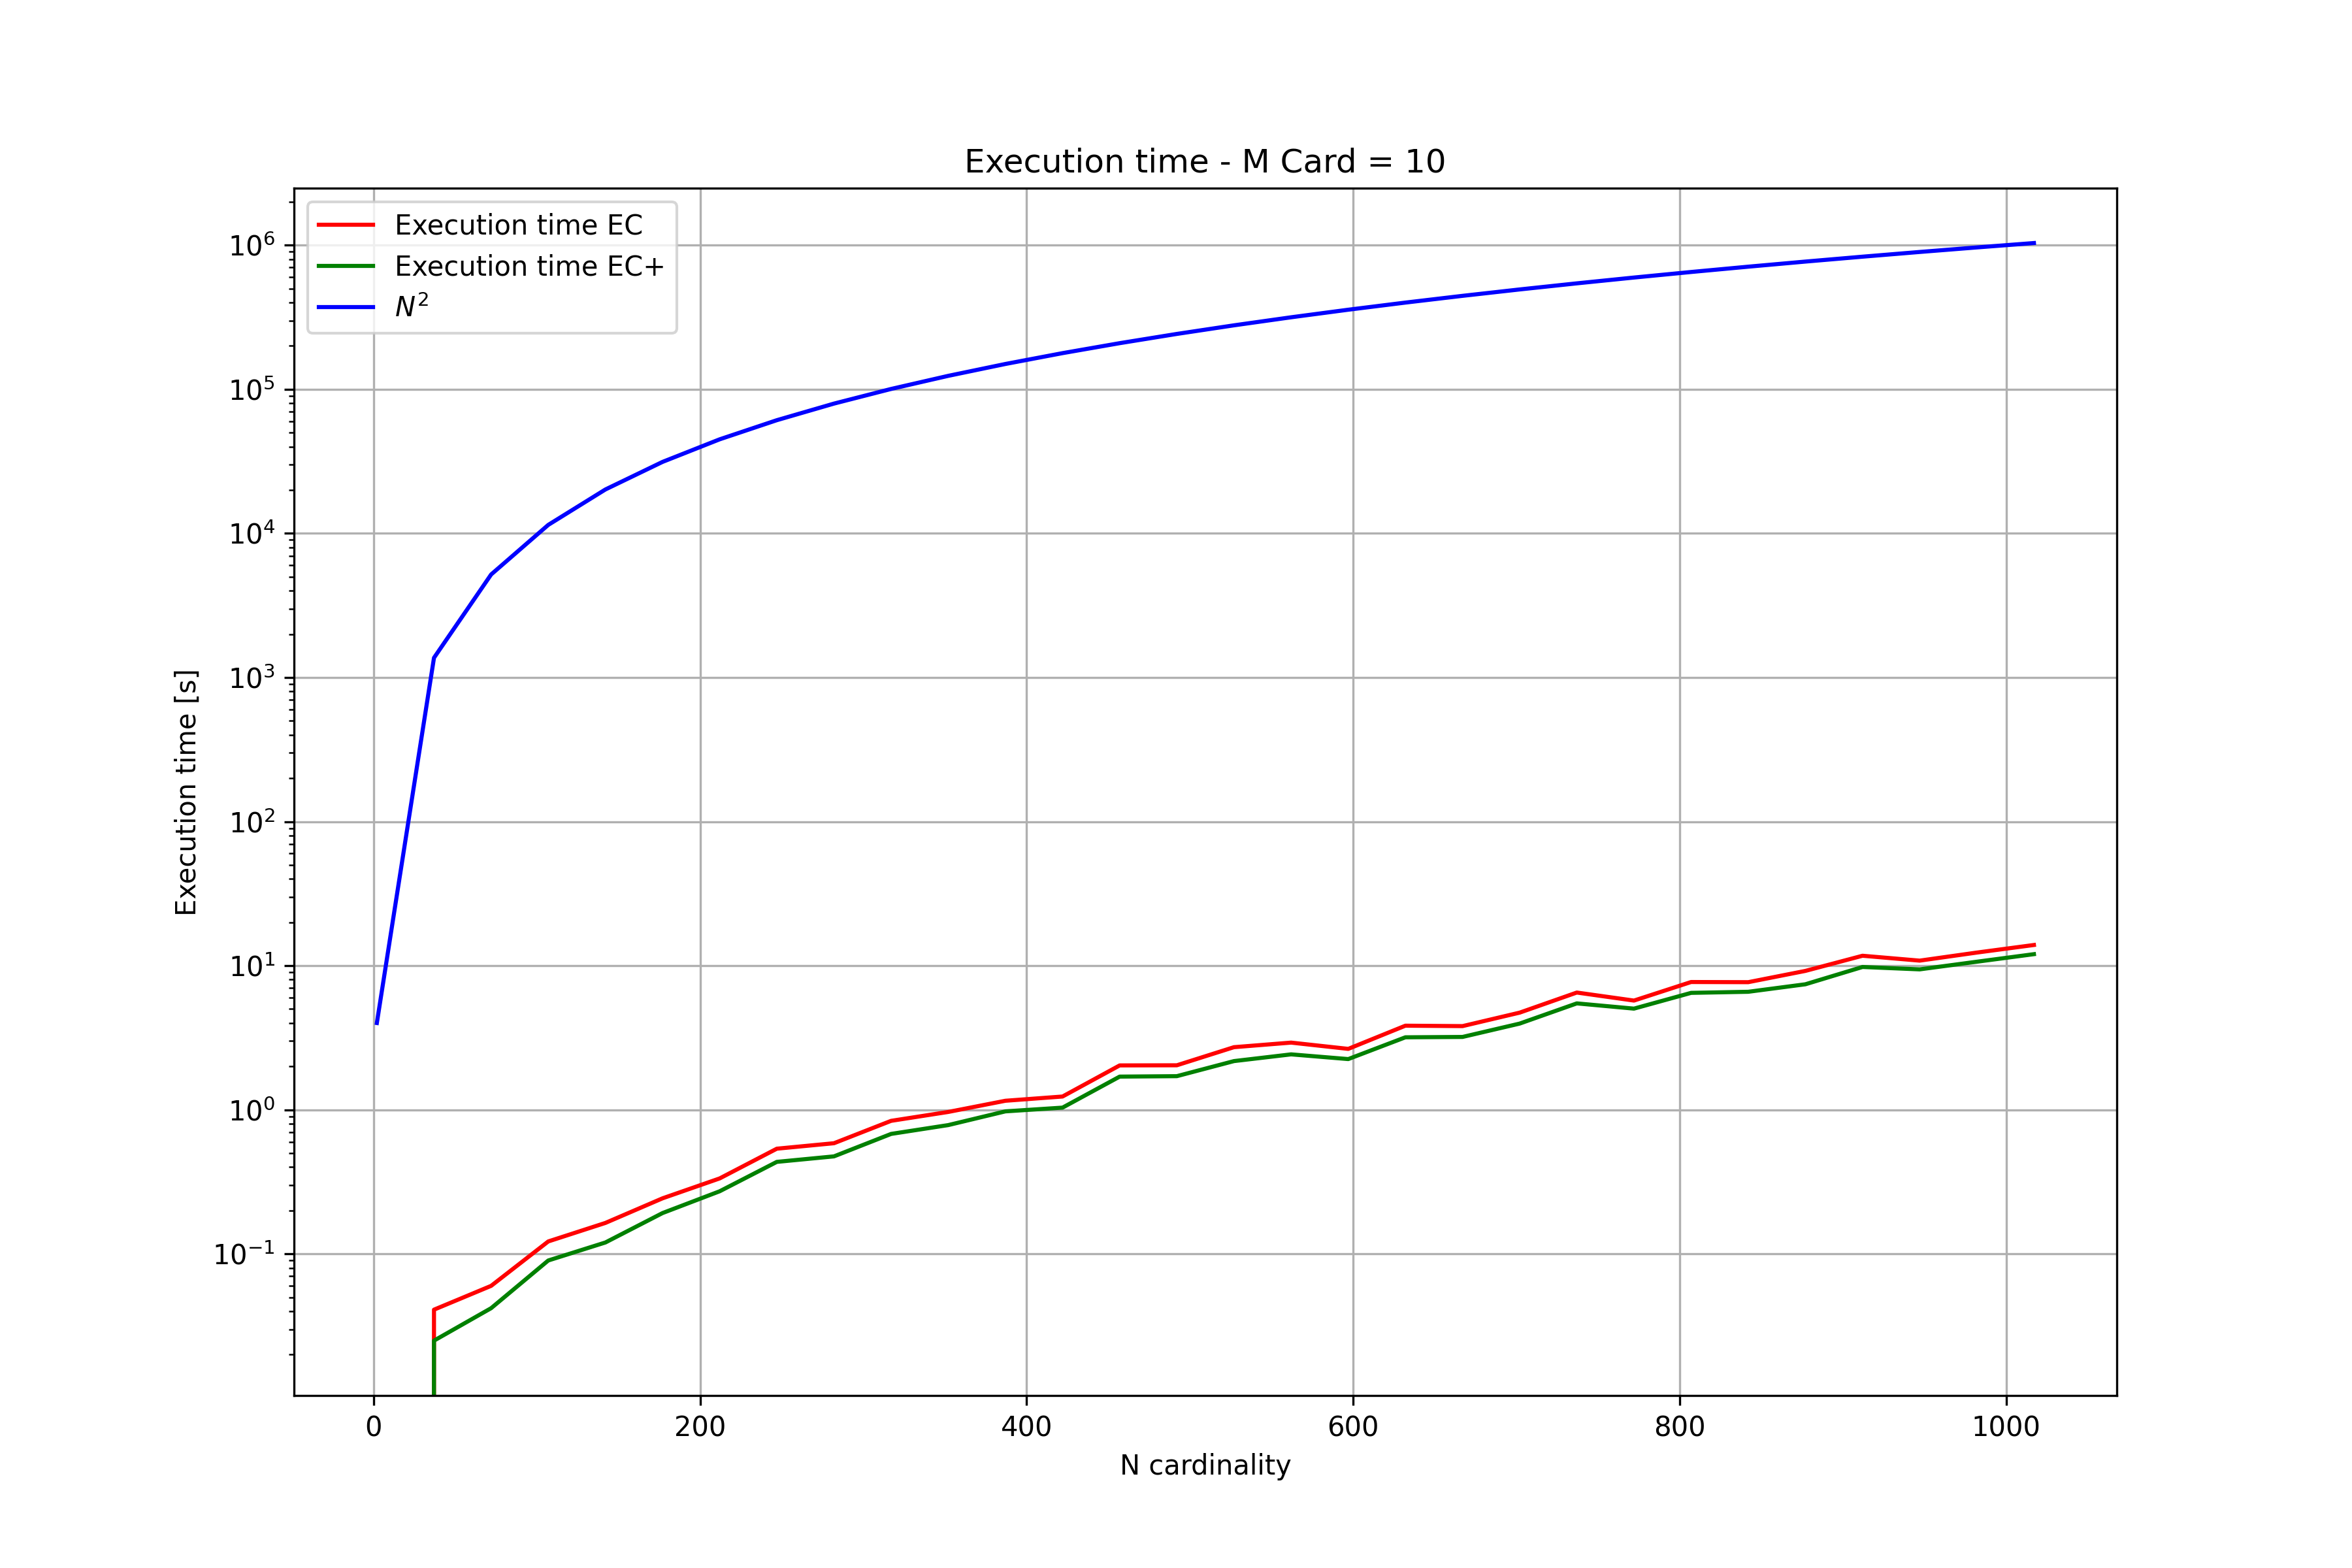 Execution time - M Card = 10
Execution time EC
Execution time EC+
N²
10⁶
10⁵
10⁴
10³
10²
10¹
10⁰
10⁻¹
Execution time [s]
0 200 400 600 800 1000
N cardinality